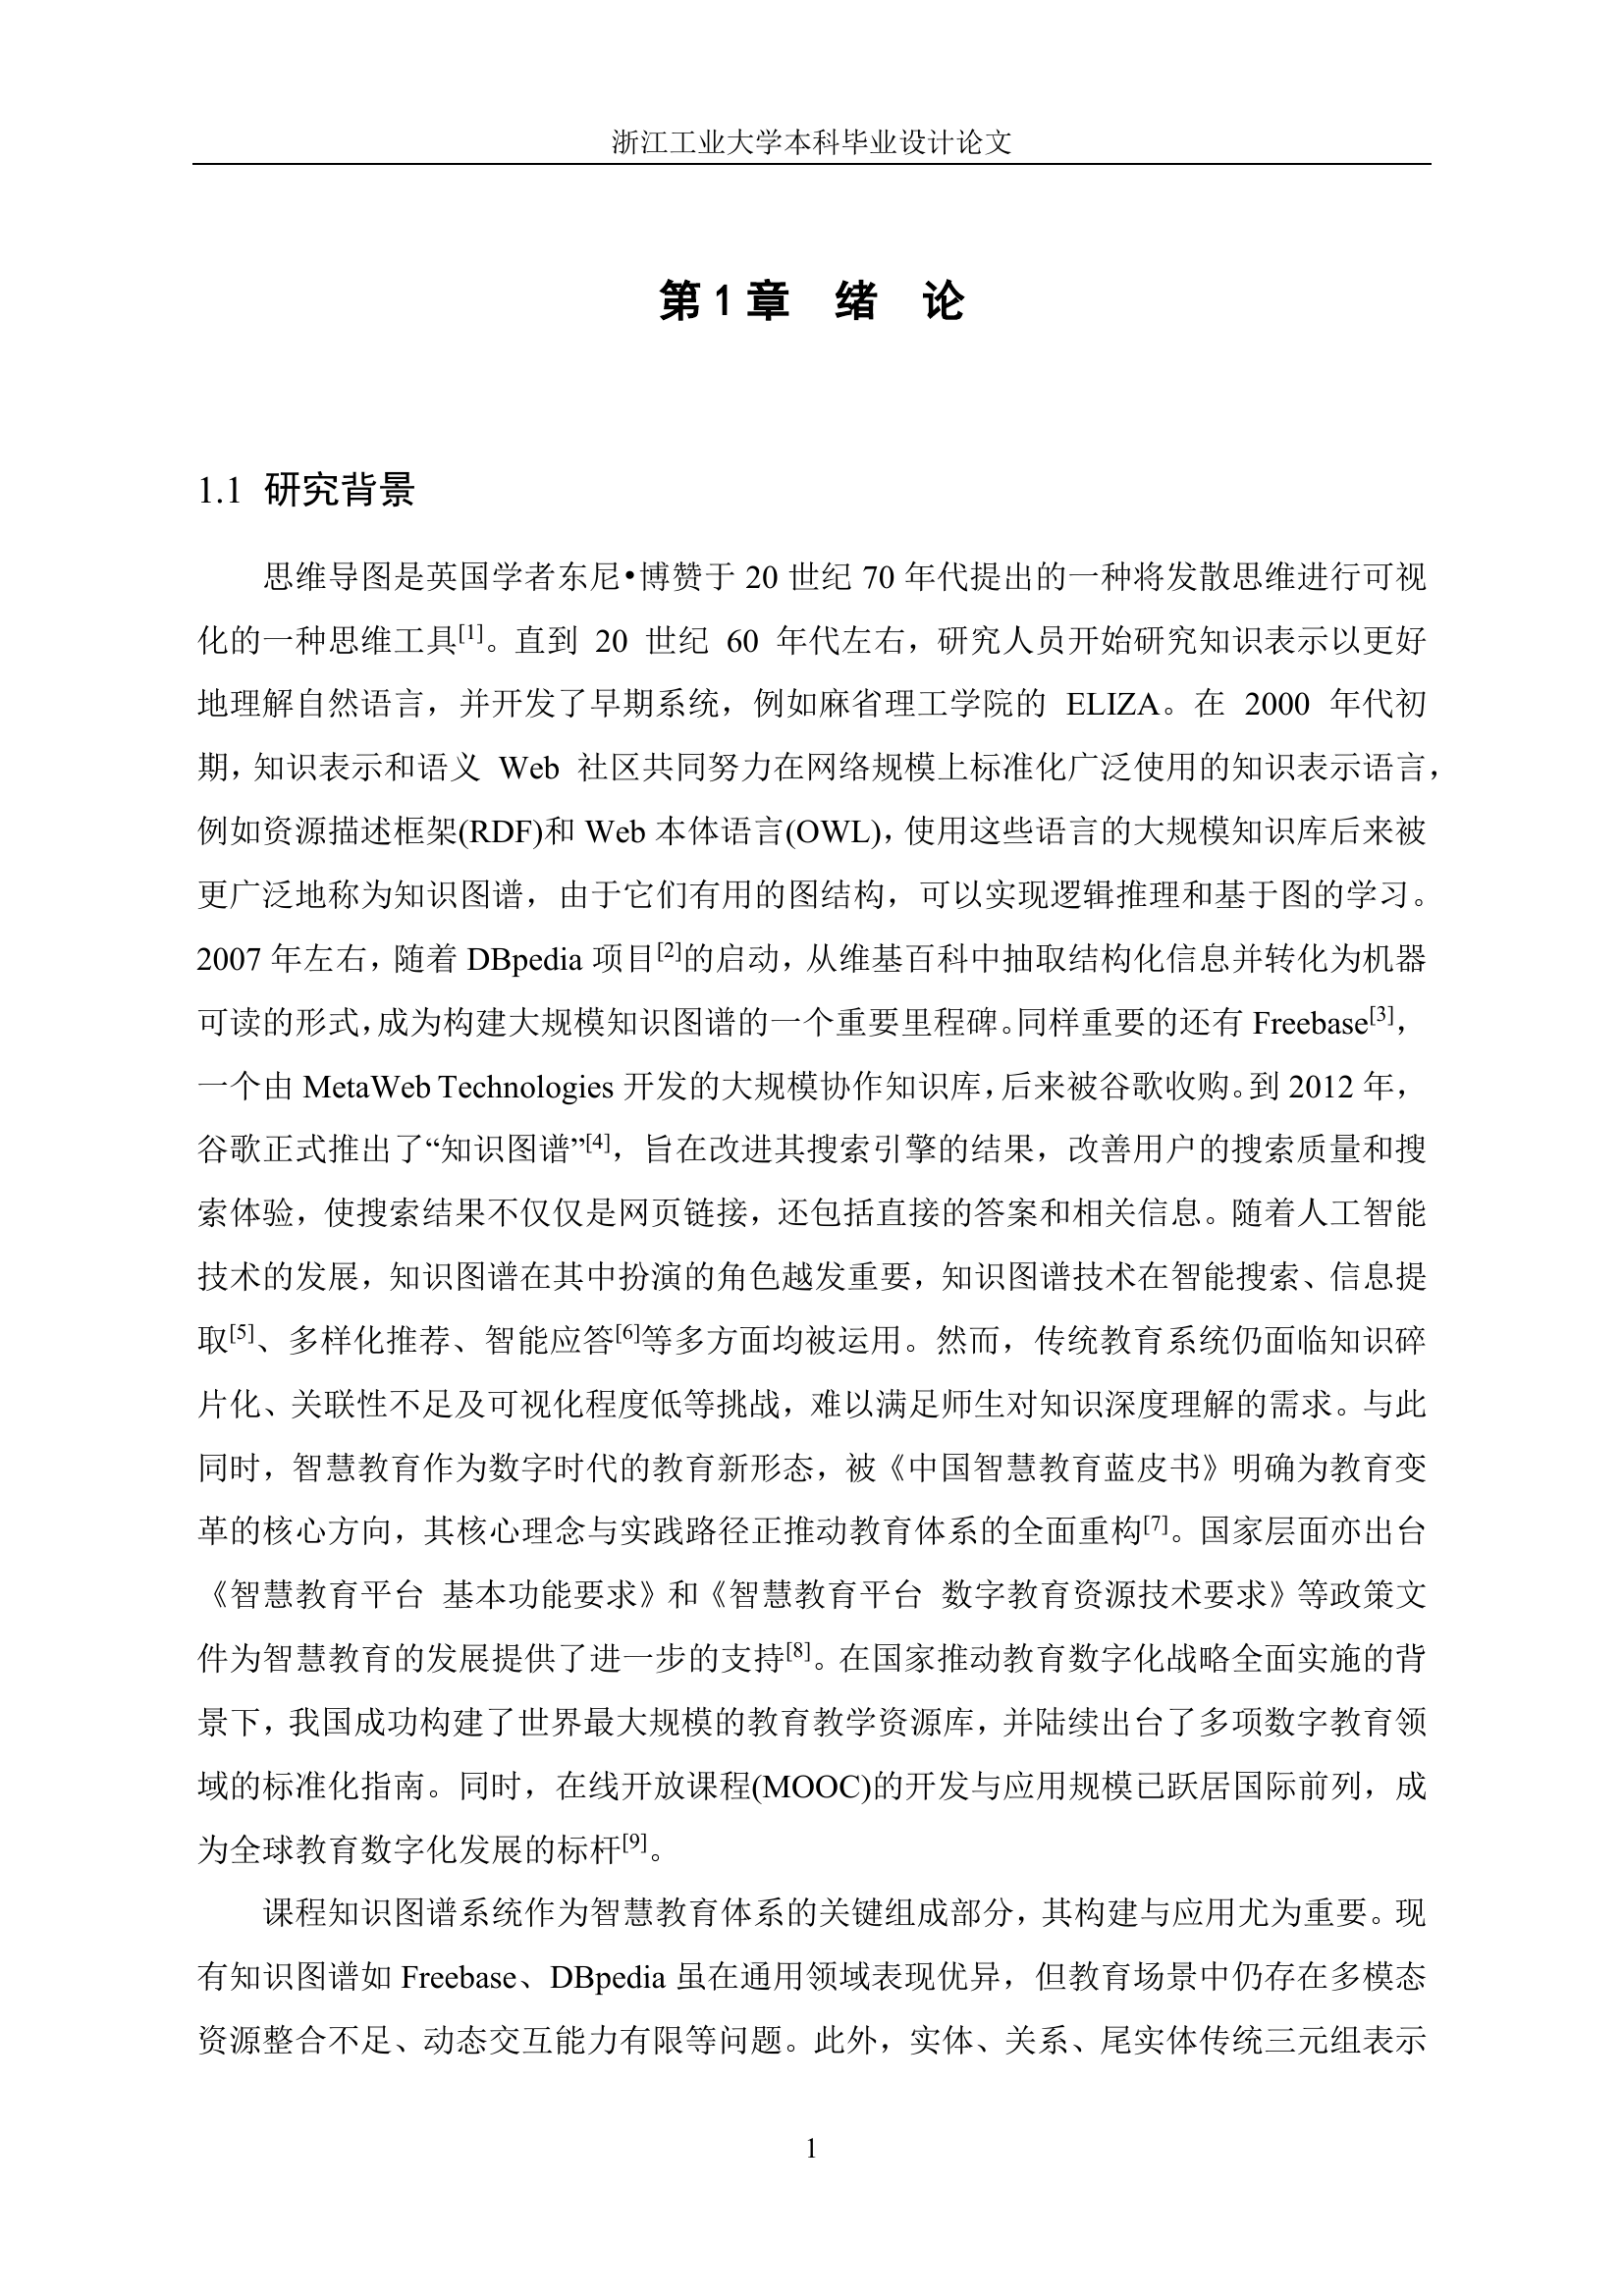 浙江工业大学本科毕业设计论文
第 1 章 绪 论
1.1 研究背景
思维导图是英国学者东尼•博赞于 20 世纪 70 年代提出的一种将发散思维进行可视
化的一种思维工具[1]。直到 20 世纪 60 年代左右，研究人员开始研究知识表示以更好
地理解自然语言，并开发了早期系统，例如麻省理工学院的 ELIZA。在 2000 年代初
期，知识表示和语义 Web 社区共同努力在网络规模上标准化广泛使用的知识表示语言，
例如资源描述框架(RDF)和 Web 本体语言(OWL)，使用这些语言的大规模知识库后来被
更广泛地称为知识图谱，由于它们有用的图结构，可以实现逻辑推理和基于图的学习。
2007 年左右，随着 DBpedia 项目[2]的启动，从维基百科中抽取结构化信息并转化为机器
可读的形式，成为构建大规模知识图谱的一个重要里程碑。同样重要的还有 Freebase[3]，
一个由 MetaWeb Technologies 开发的大规模协作知识库，后来被谷歌收购。到 2012 年，
谷歌正式推出了“知识图谱”[4]，旨在改进其搜索引擎的结果，改善用户的搜索质量和搜
索体验，使搜索结果不仅仅是网页链接，还包括直接的答案和相关信息。随着人工智能
技术的发展，知识图谱在其中扮演的角色越发重要，知识图谱技术在智能搜索、信息提
取[5]、多样化推荐、智能应答[6]等多方面均被运用。然而，传统教育系统仍面临知识碎
片化、关联性不足及可视化程度低等挑战，难以满足师生对知识深度理解的需求。与此
同时，智慧教育作为数字时代的教育新形态，被《中国智慧教育蓝皮书》明确为教育变
革的核心方向，其核心理念与实践路径正推动教育体系的全面重构[7]。国家层面亦出台
《智慧教育平台 基本功能要求》和《智慧教育平台 数字教育资源技术要求》等政策文
件为智慧教育的发展提供了进一步的支持[8]。在国家推动教育数字化战略全面实施的背
景下，我国成功构建了世界最大规模的教育教学资源库，并陆续出台了多项数字教育领
域的标准化指南。同时，在线开放课程(MOOC)的开发与应用规模已跃居国际前列，成
为全球教育数字化发展的标杆[9]。
课程知识图谱系统作为智慧教育体系的关键组成部分，其构建与应用尤为重要。现
有知识图谱如 Freebase、DBpedia 虽在通用领域表现优异，但教育场景中仍存在多模态
资源整合不足、动态交互能力有限等问题。此外，实体、关系、尾实体传统三元组表示
1